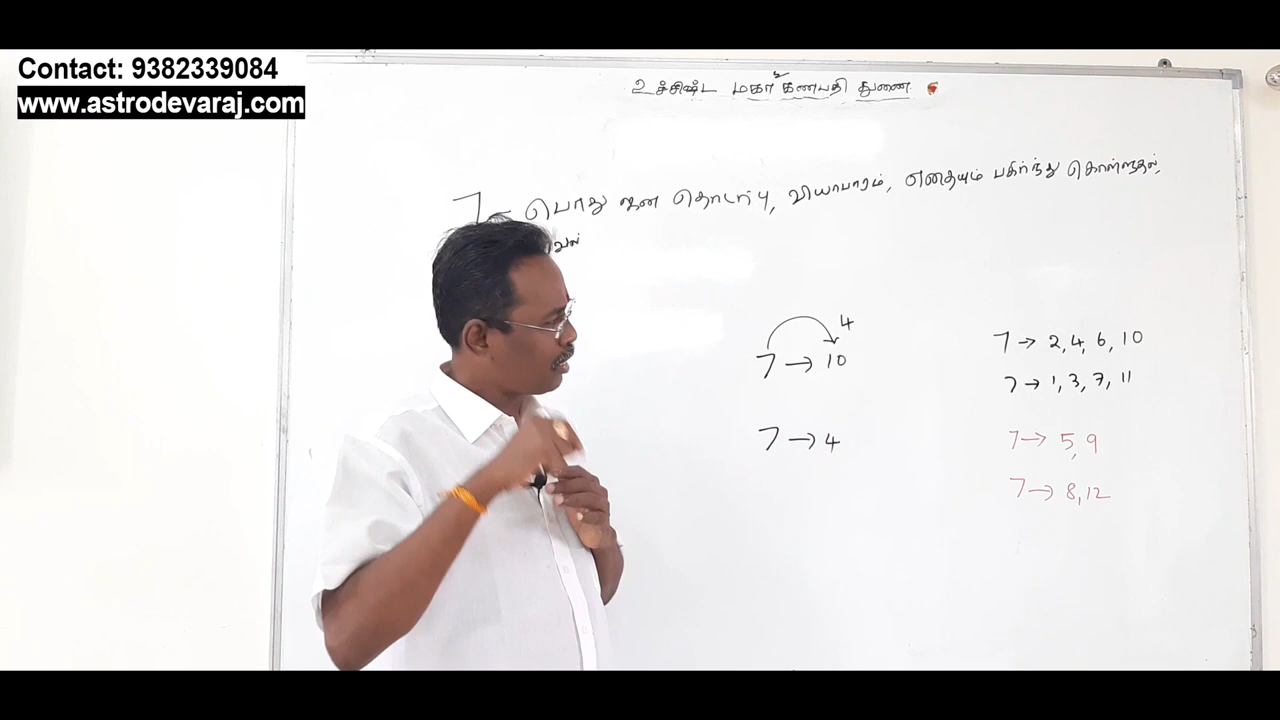 Contact: 9382339084
www.astrodevaraj.com
உச்சிஷ்ட மகா கணபதி துணை
7 பொது ஜன தொடர்பு, வியாபாரம், எதையும் பகிர்ந்து கொள்ளுதல்,
4
7 → 10
7 → 4
7 → 2, 4, 6, 10
7 → 1, 3, 7, 11
7 → 5, 9
7 → 8, 12